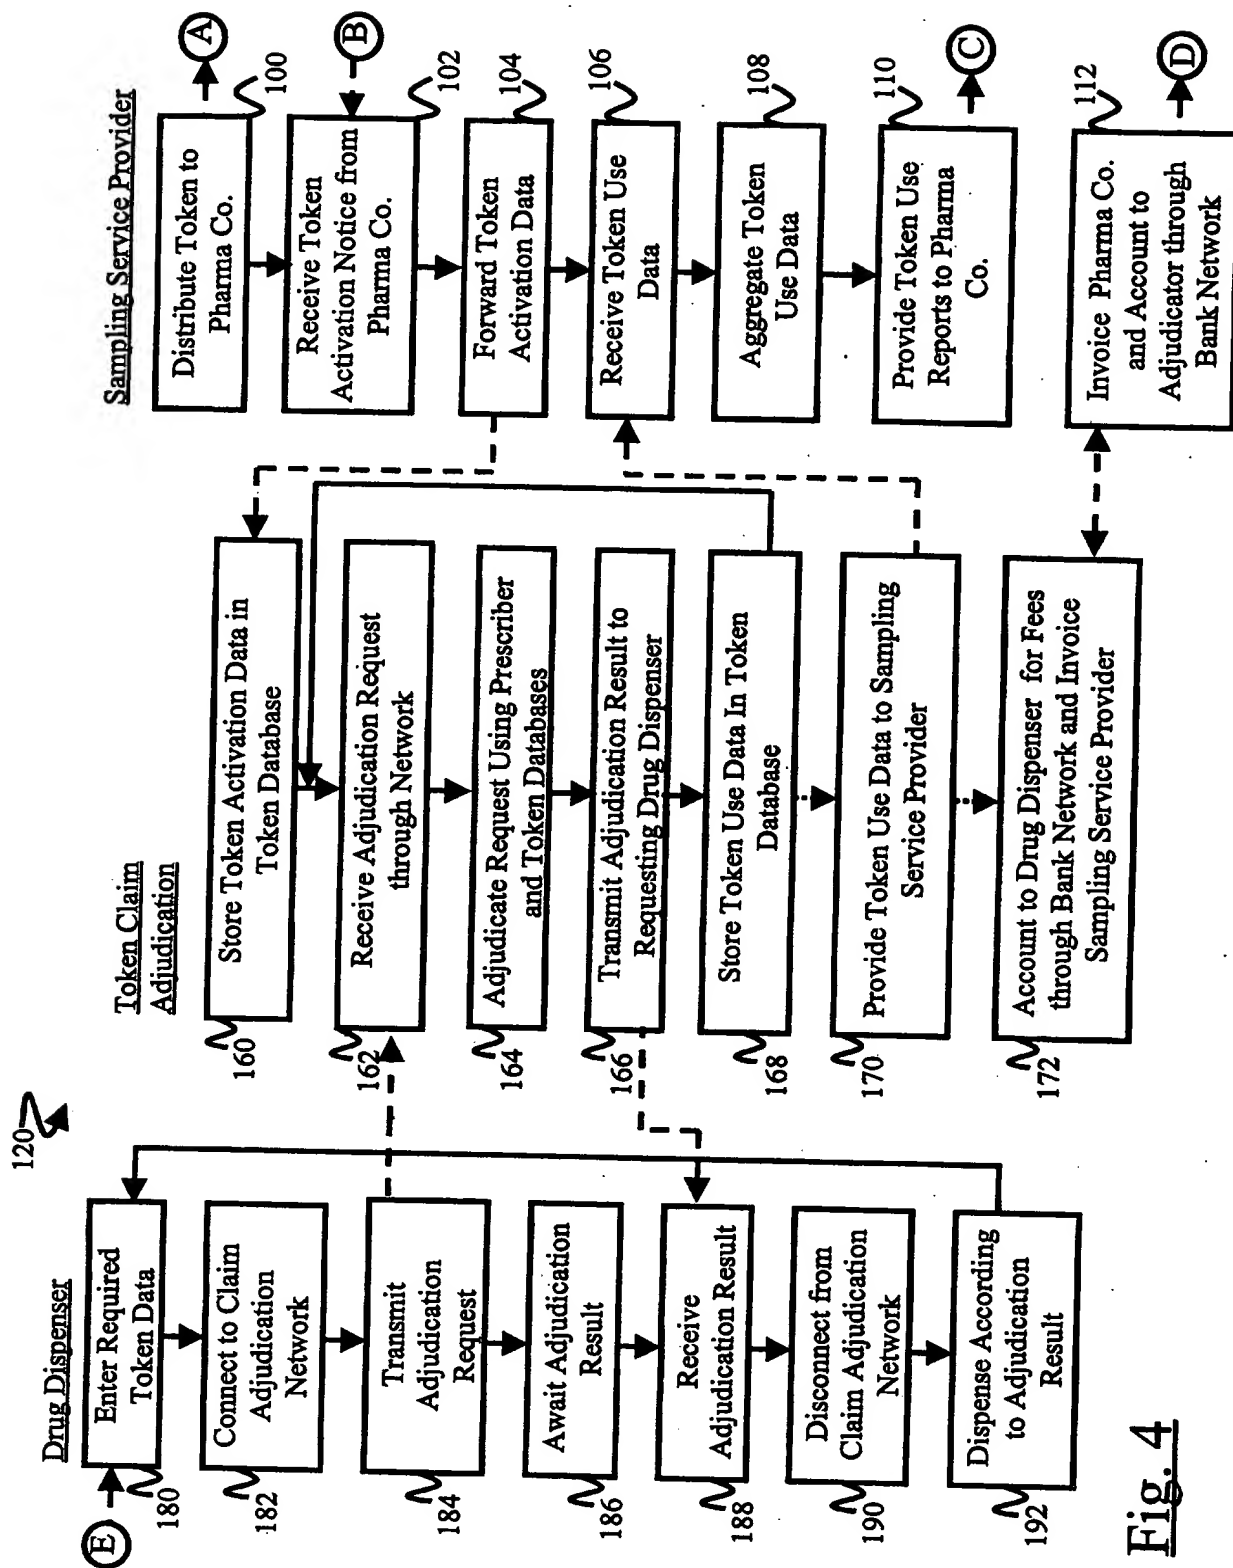 120
Drug Dispenser
E
180
Enter Required
Token Data
182
Connect to Claim
Adjudication
Network
184
Transmit
Adjudication
Request
186
Await Adjudication
Result
188
Receive
Adjudication Result
190
Disconnect from
Claim Adjudication
Network
192
Dispense According
to Adjudication
Result
Token Claim
Adjudication
160
Store Token Activation Data in
Token Database
162
Receive Adjudication Request
through Network
164
Adjudicate Request Using Prescriber
and Token Databases
166
Transmit Adjudication Result to
Requesting Drug Dispenser
168
Store Token Use Data In Token
Database
170
Provide Token Use Data to Sampling
Service Provider
172
Account to Drug Dispenser for Fees
through Bank Network and Invoice
Sampling Service Provider
Sampling Service Provider
Distribute Token to
Pharma Co.
A
100
Receive Token
Activation Notice from
Pharma Co.
B
102
Forward Token
Activation Data
104
Receive Token Use
Data
106
Aggregate Token
Use Data
108
Provide Token Use
Reports to Pharma
Co.
110
C
Invoice Pharma Co.
and Account to
Adjudicator through
Bank Network
112
D
Fig. 4